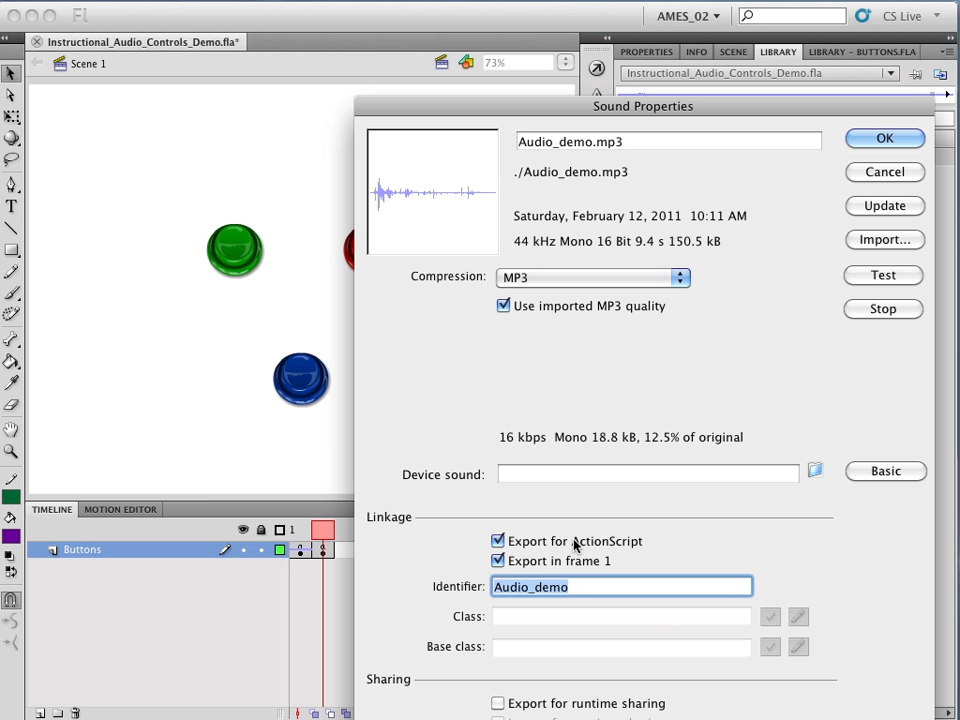 Fl
AMES_02
CS Live
Instructional_Audio_Controls_Demo.fla*
Scene 1
73%
PROPERTIES
INFO
SCENE
LIBRARY
LIBRARY – BUTTONS.FLA
Instructional_Audio_Controls_Demo.fla
Sound Properties
Audio_demo.mp3
OK
./Audio_demo.mp3
Cancel
Update
Saturday, February 12, 2011 10:11 AM
44 kHz Mono 16 Bit 9.4 s 150.5 kB
Import...
Compression: MP3
Test
Use imported MP3 quality
Stop
16 kbps Mono 18.8 kB, 12.5% of original
Device sound:
Basic
Linkage
Export for ActionScript
Export in frame 1
Identifier: Audio_demo
Class:
Base class:
Sharing
Export for runtime sharing
TIMELINE
MOTION EDITOR
1
Buttons
T